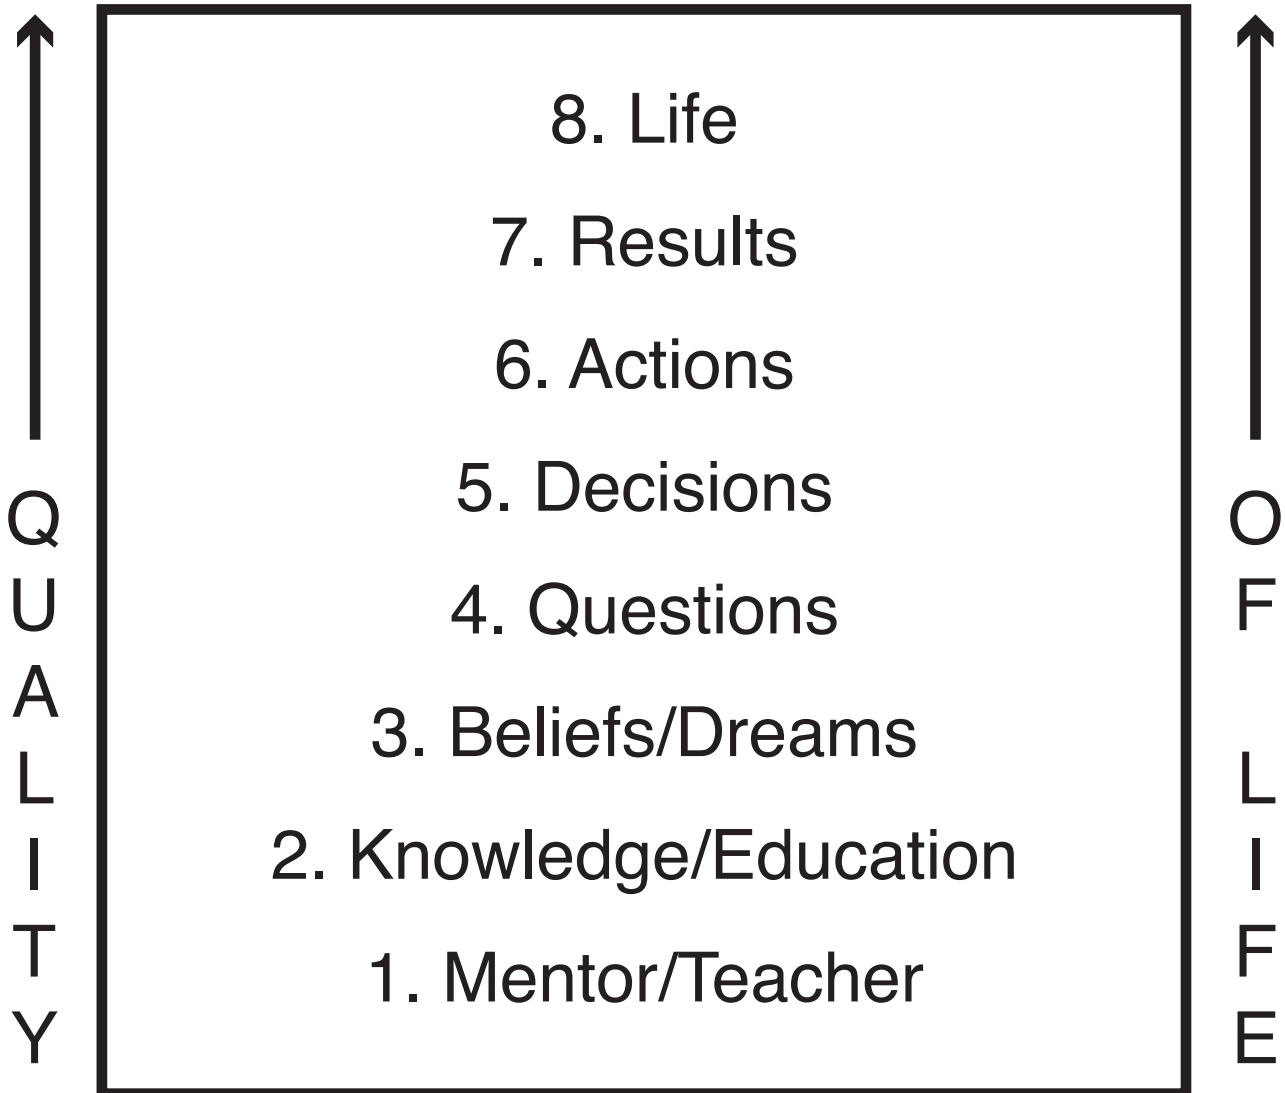 8. Life
7. Results
6. Actions
5. Decisions
4. Questions
3. Beliefs/Dreams
2. Knowledge/Education
1. Mentor/Teacher
QUALITY
OF LIFE